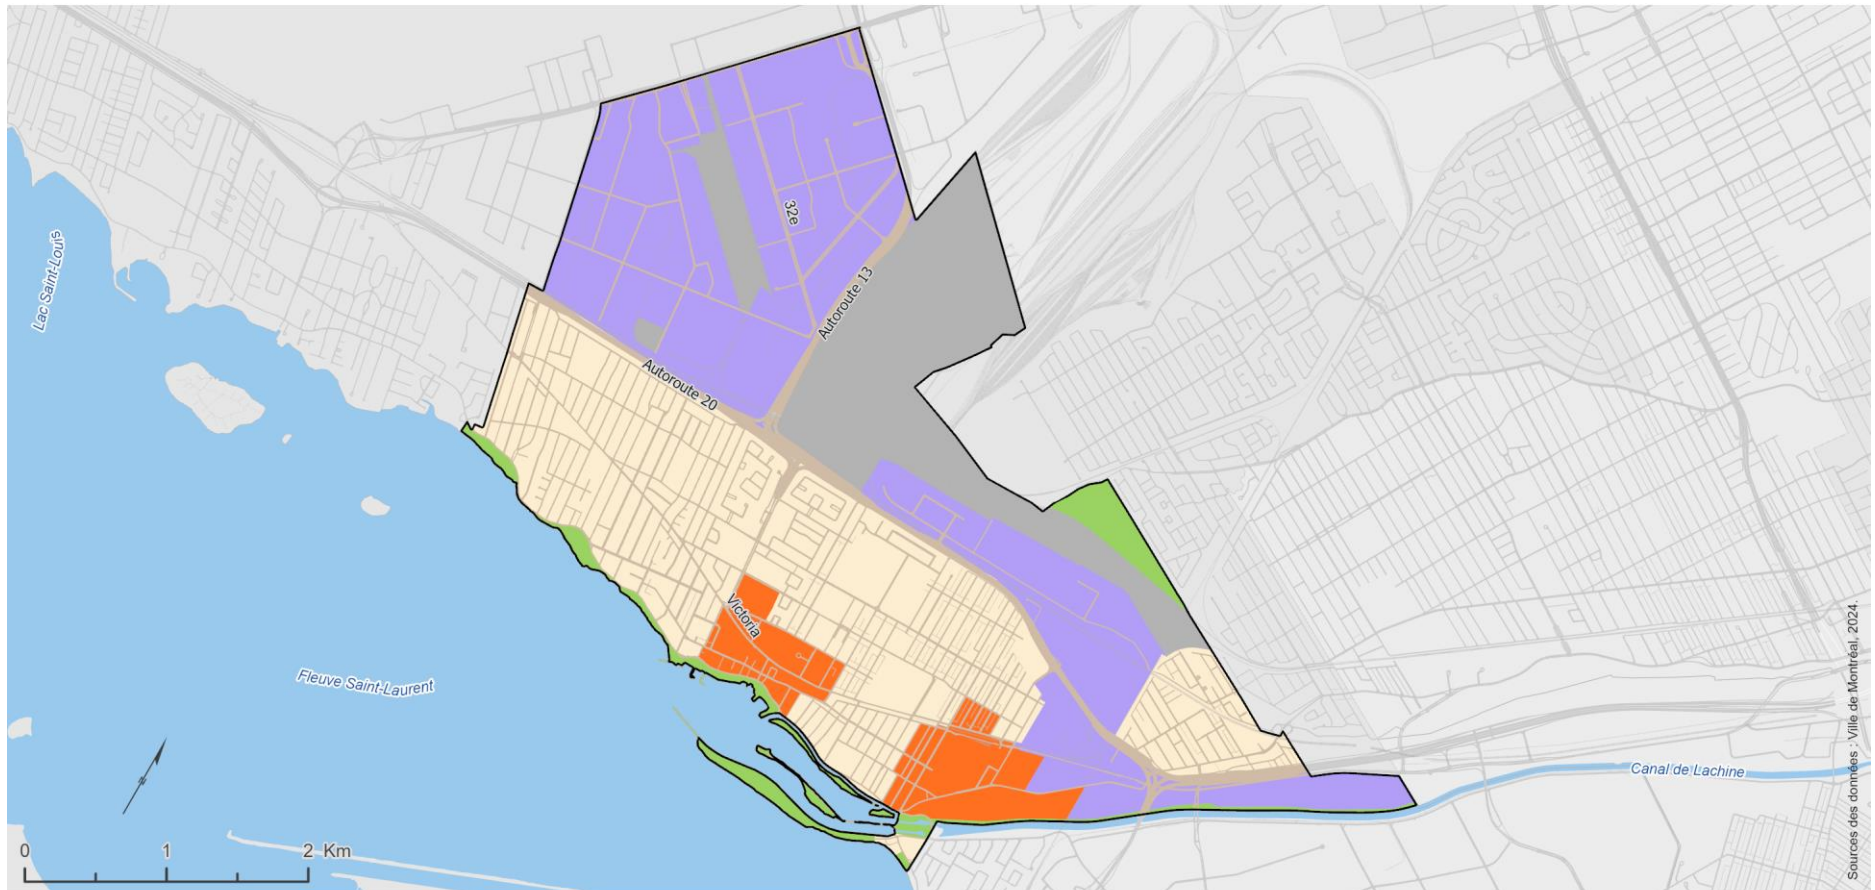 32e
Lac Saint-Louis
Autoroute 13
Autoroute 20
Victoria
Fleuve Saint-Laurent
Canal de Lachine
N
0 1 2 Km
Sources des données : Ville de Montréal, 2024.